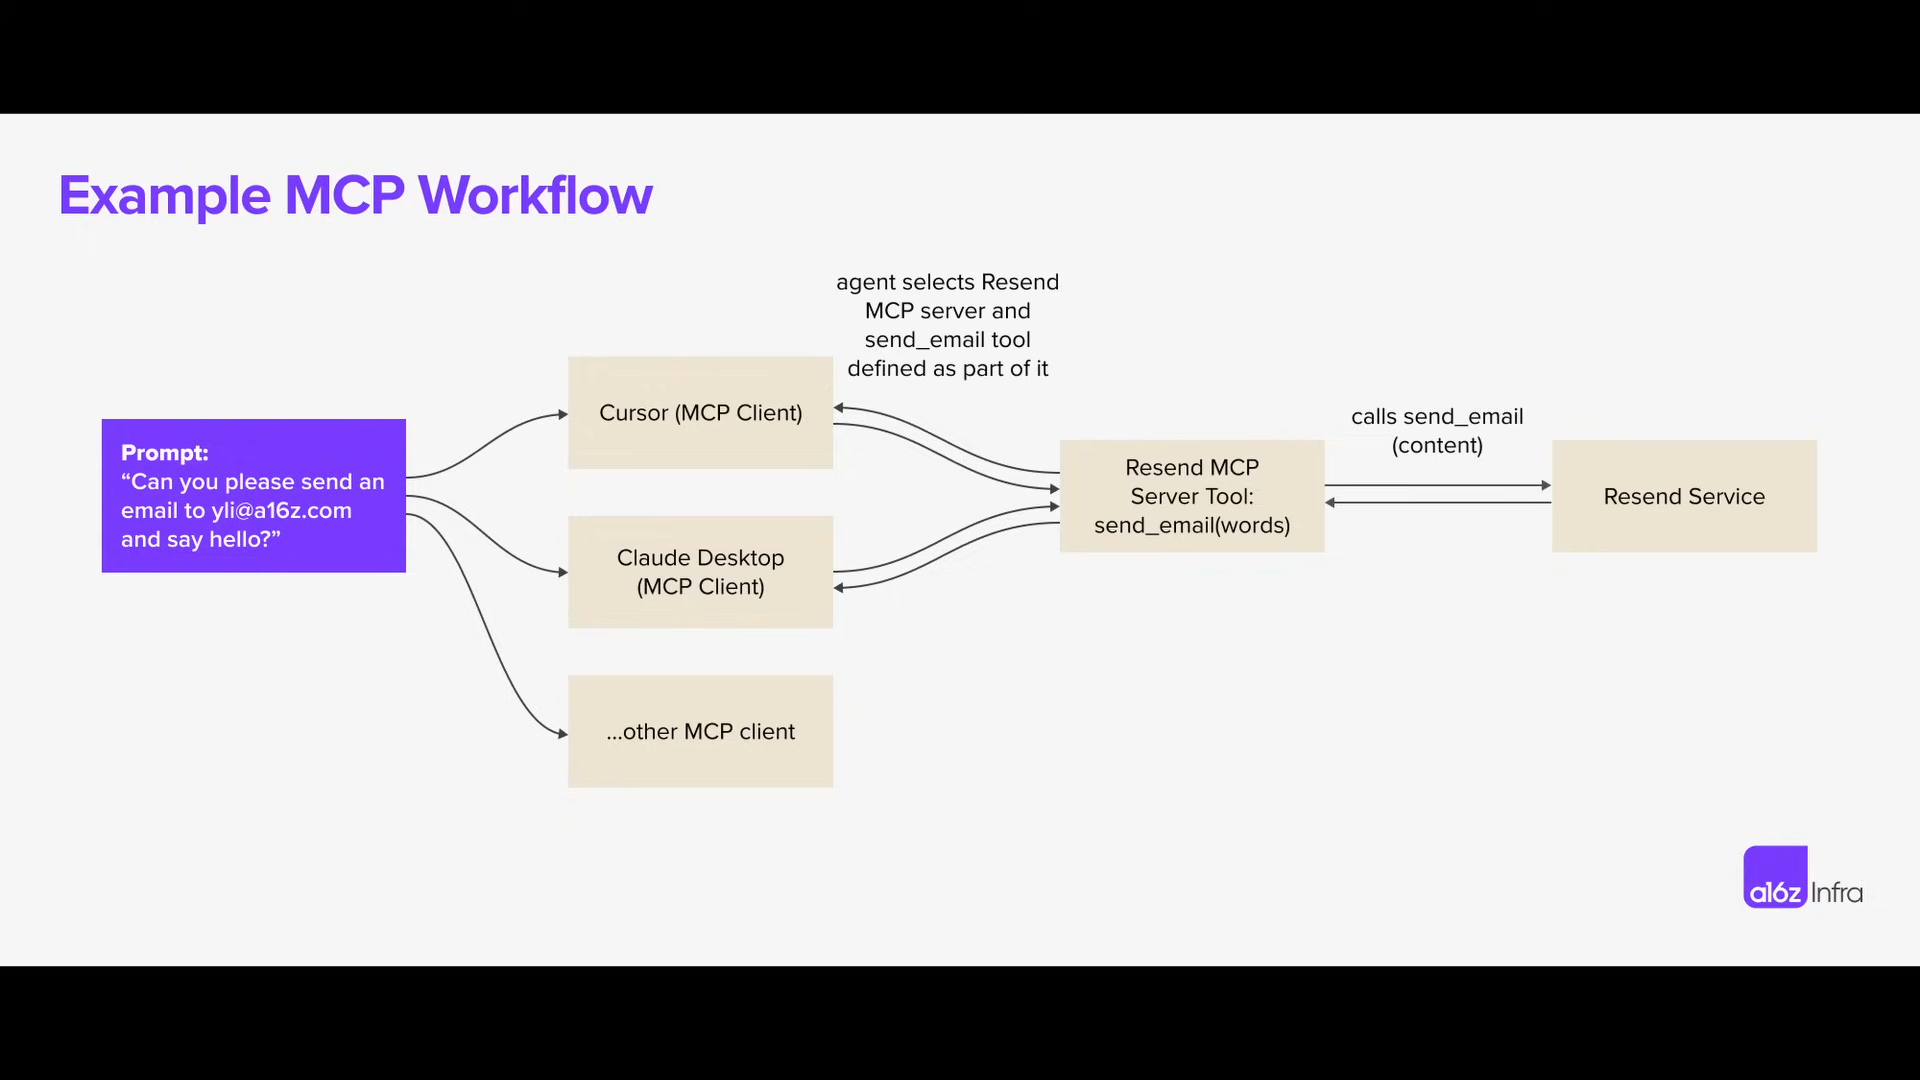 Example MCP Workflow
agent selects Resend
MCP server and
send_email tool
defined as part of it
Prompt:
“Can you please send an
email to yli@a16z.com
and say hello?”
Cursor (MCP Client)
Claude Desktop
(MCP Client)
...other MCP client
Resend MCP
Server Tool:
send_email(words)
calls send_email
(content)
Resend Service
a16z Infra